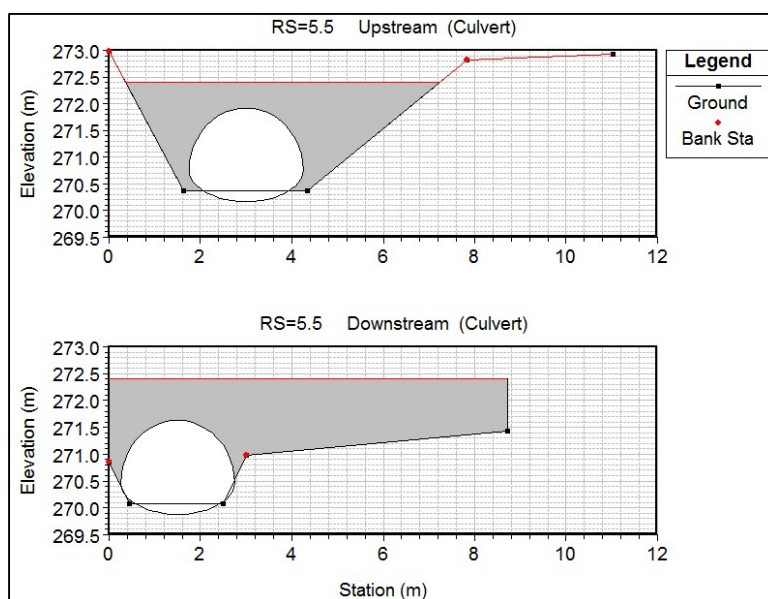 RS=5.5 Upstream (Culvert)
Elevation (m)
273.0
272.5
272.0
271.5
271.0
270.5
270.0
269.5
0 2 4 6 8 10 12
Legend
Ground
Bank Sta
RS=5.5 Downstream (Culvert)
Elevation (m)
273.0
272.5
272.0
271.5
271.0
270.5
270.0
269.5
0 2 4 6 8 10 12
Station (m)